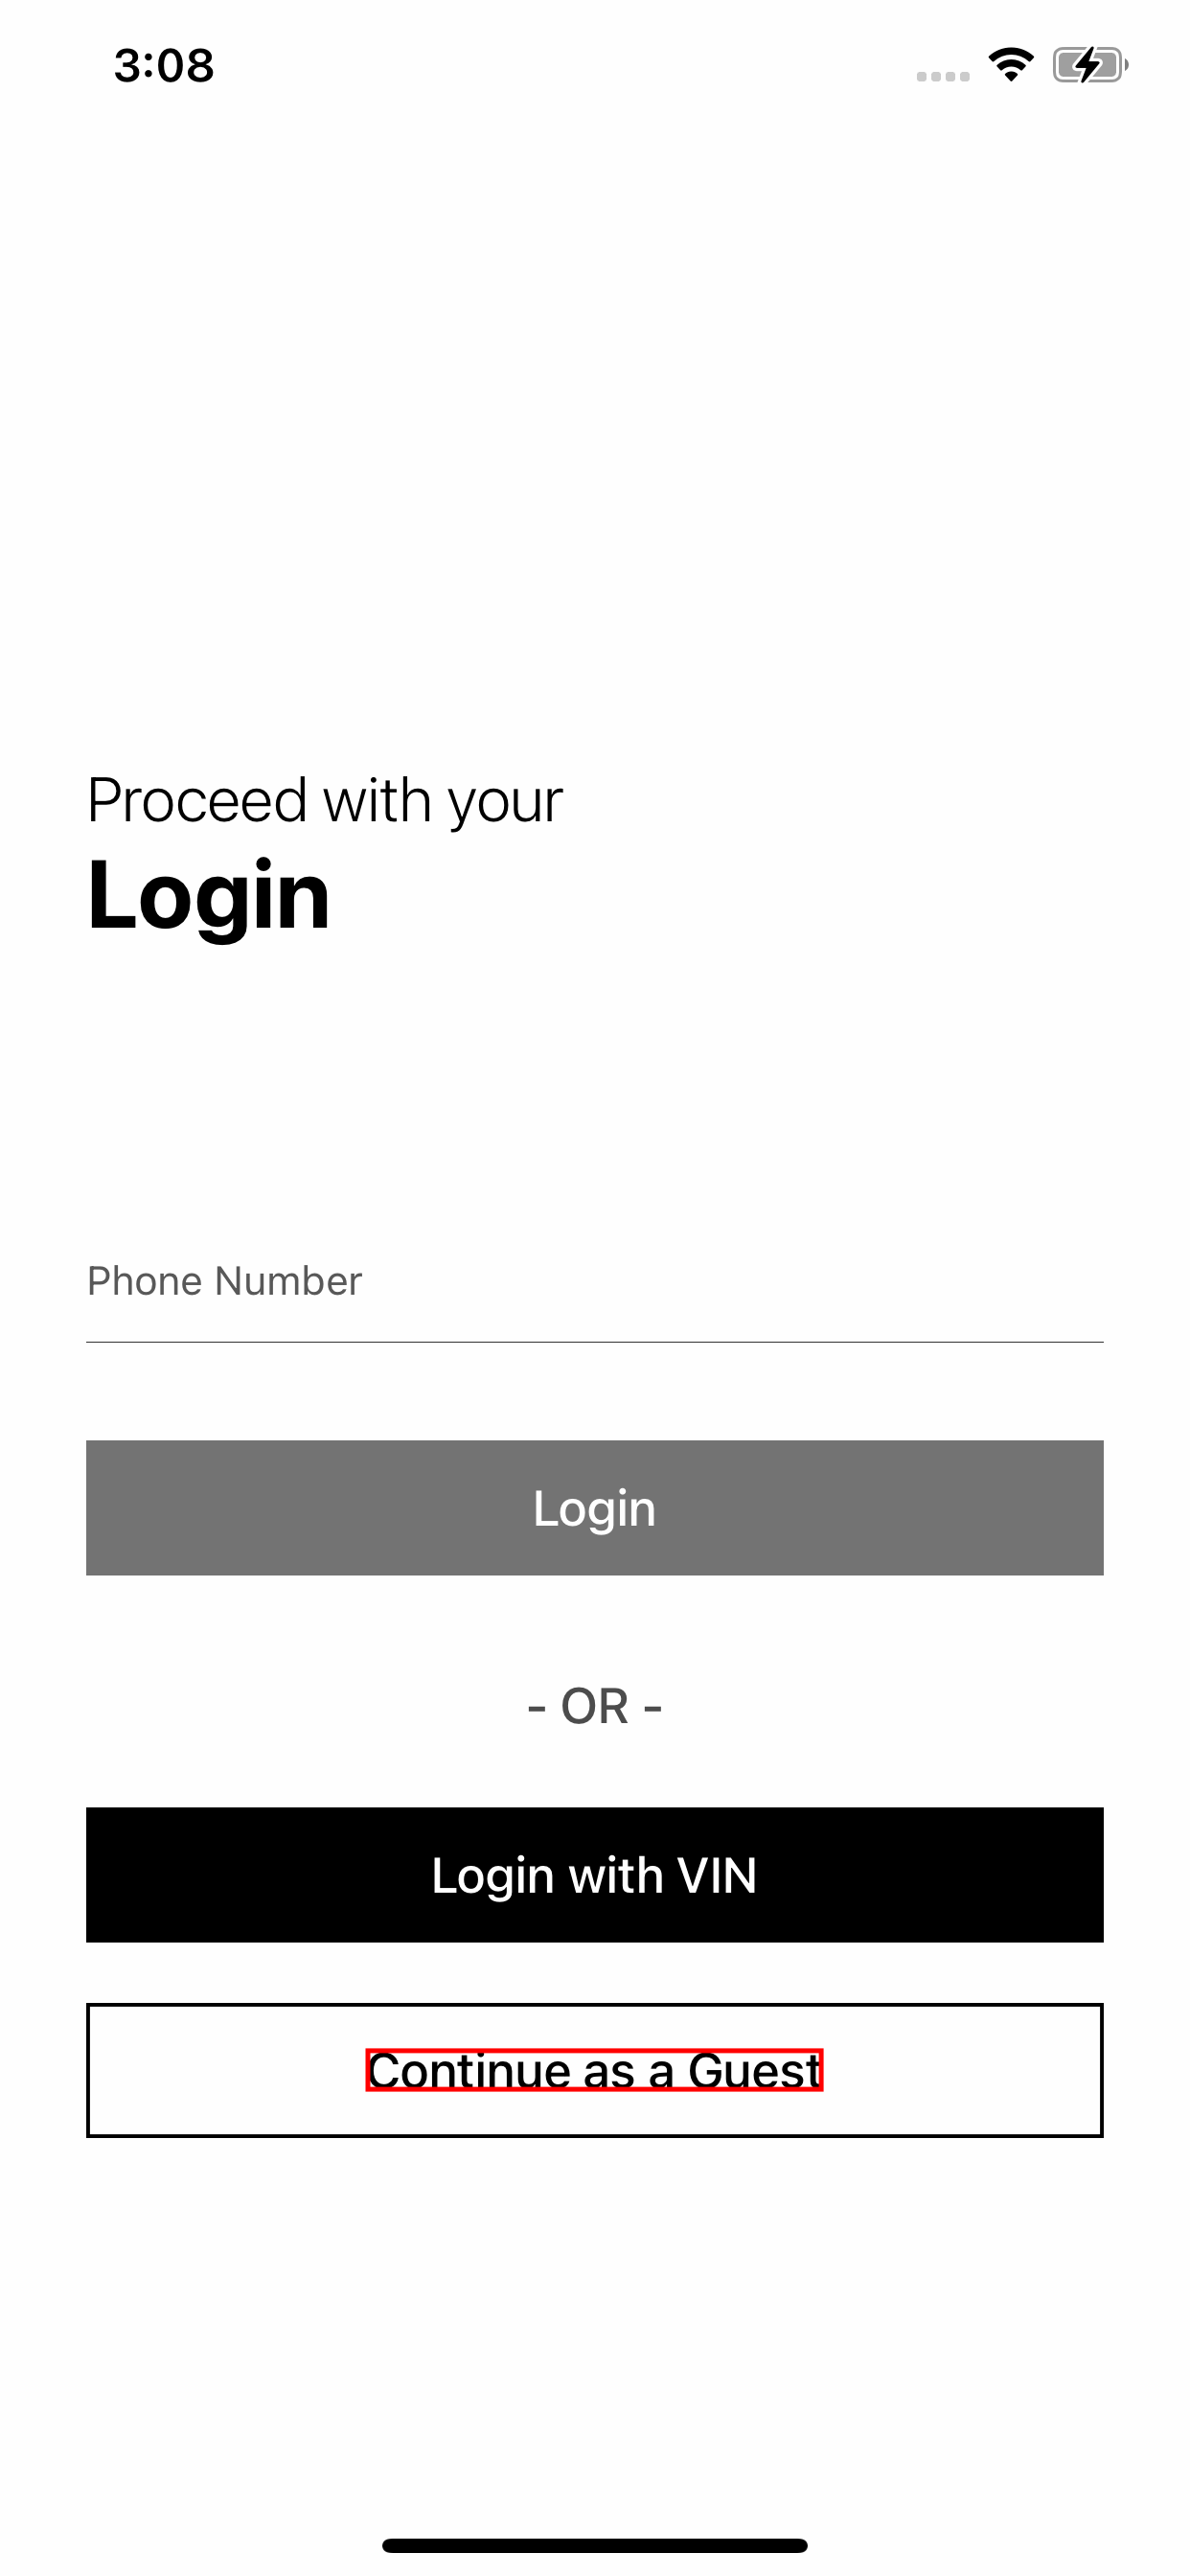 3:08
Proceed with your
Login
Phone Number
Login
- OR -
Login with VIN
Continue as a Guest